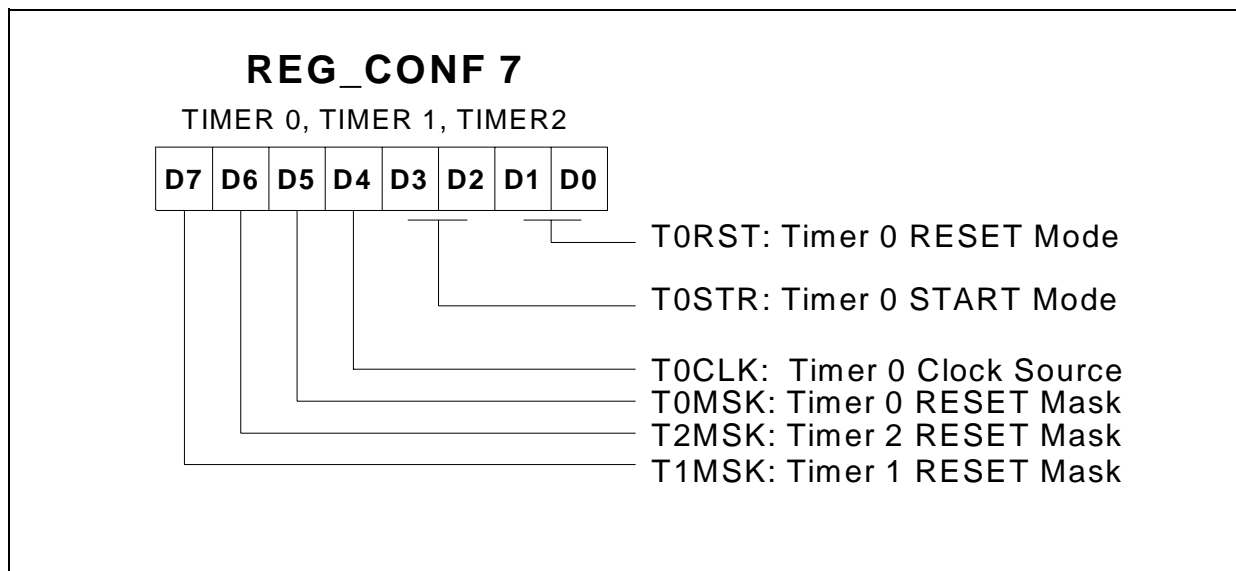 REG_CONF 7
TIMER 0, TIMER 1, TIMER2
D7 D6 D5 D4 D3 D2 D1 D0
T0RST: Timer 0 RESET Mode
T0STR: Timer 0 START Mode
T0CLK: Timer 0 Clock Source
T0MSK: Timer 0 RESET Mask
T2MSK: Timer 2 RESET Mask
T1MSK: Timer 1 RESET Mask